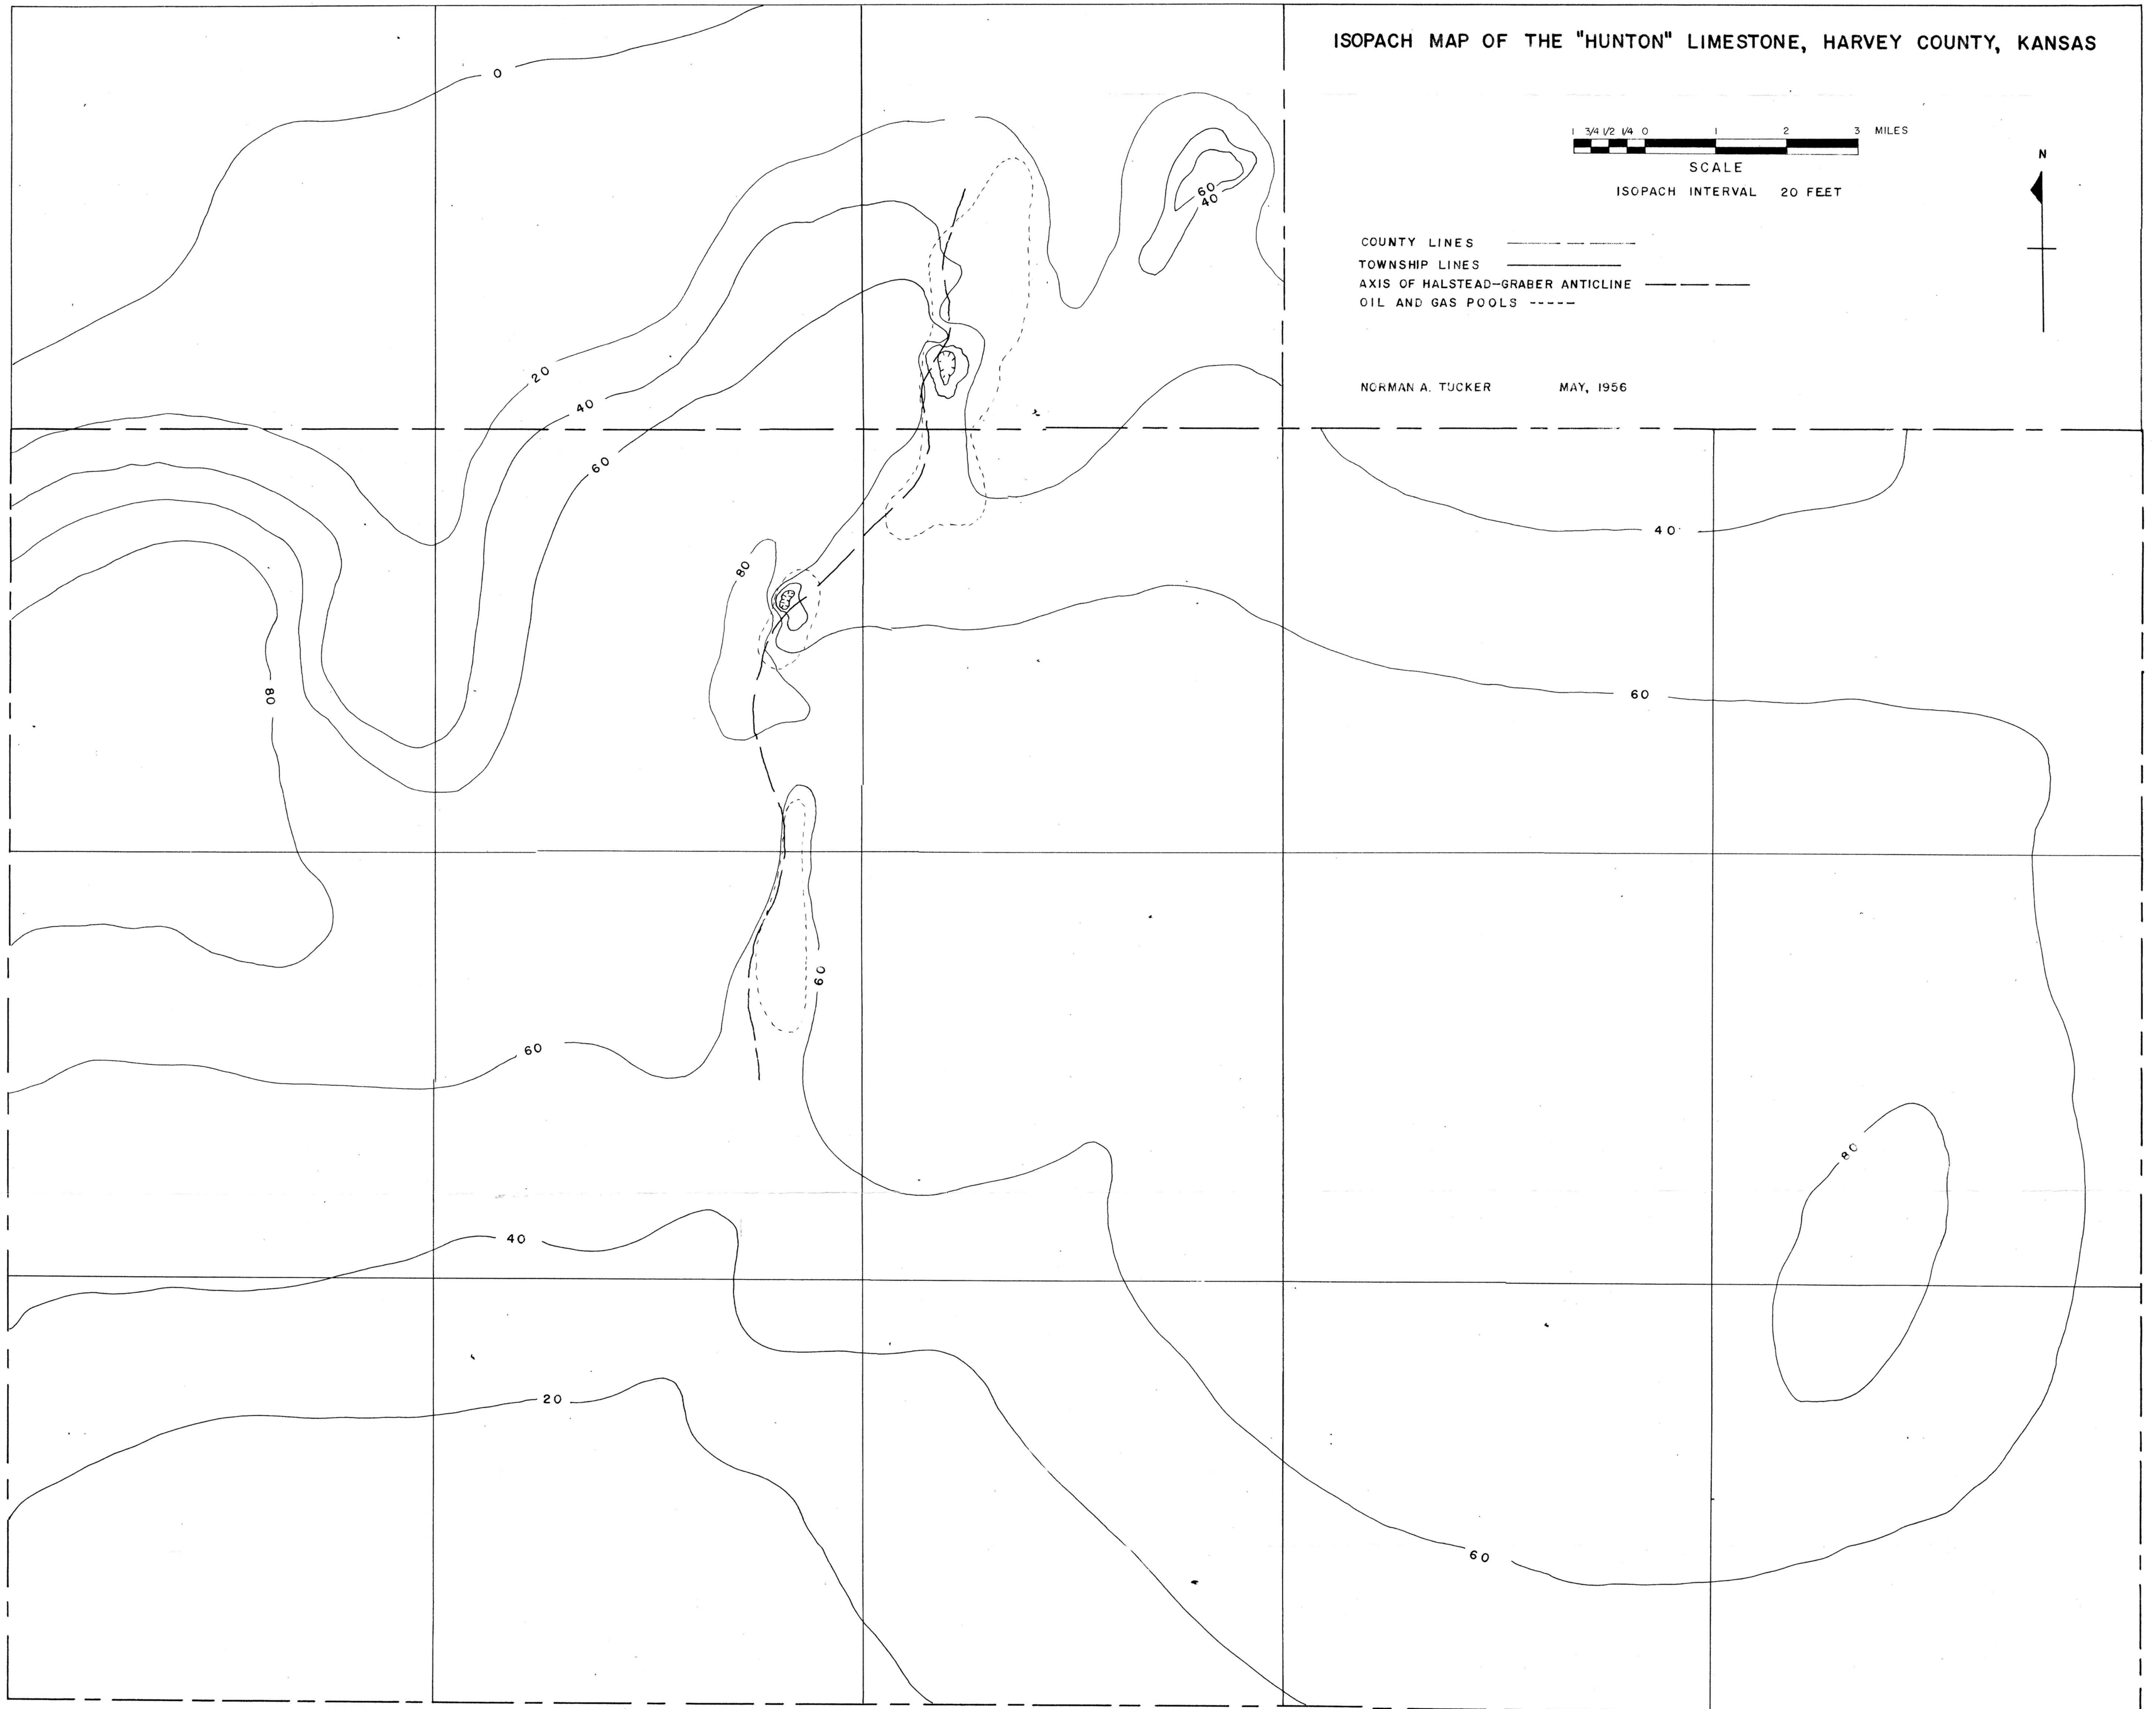 ISOPACH MAP OF THE "HUNTON" LIMESTONE, HARVEY COUNTY, KANSAS
1 3/4 1/2 1/4 0 1 2 3 MILES
SCALE
ISOPACH INTERVAL 20 FEET
N
COUNTY LINES
TOWNSHIP LINES
AXIS OF HALSTEAD-GRABER ANTICLINE
OIL AND GAS POOLS
NORMAN A. TUCKER MAY, 1956
0
60
40
20
40
60
40
80
80
60
60
60
80
40
20
60